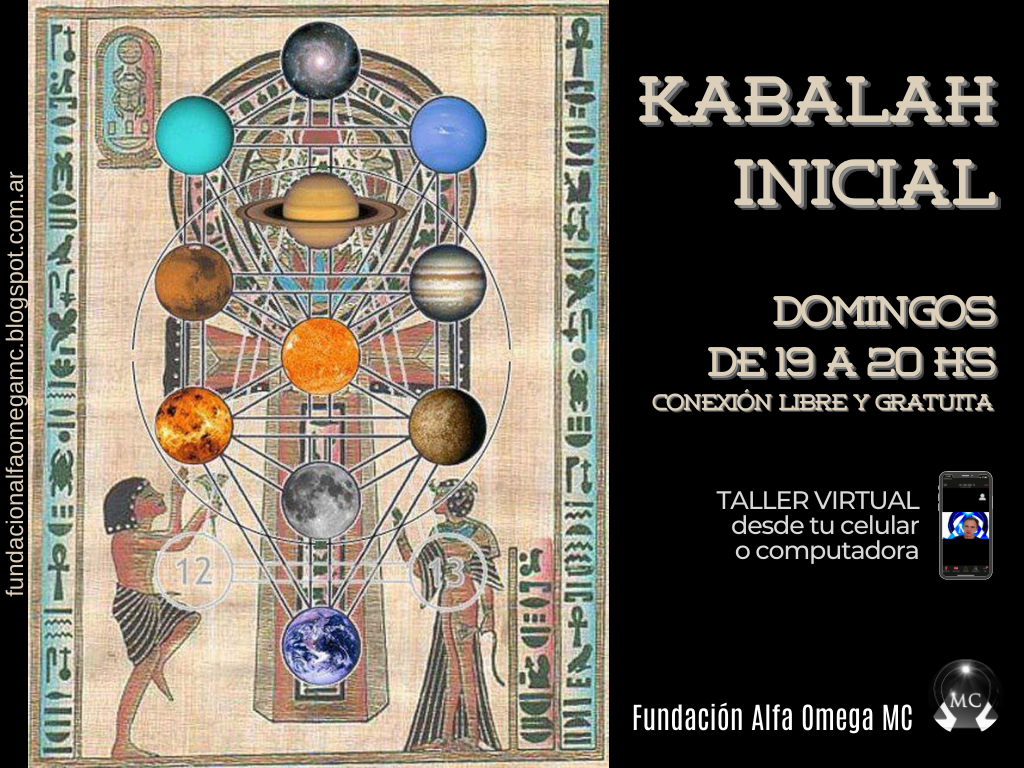 fundacionalfaomegamc.blogspot.com.ar
12
13
KABALAH
INICIAL
DOMINGOS
DE 19 A 20 HS
CONEXIÓN LIBRE Y GRATUITA
TALLER VIRTUAL
desde tu celular
o computadora
Fundación Alfa Omega MC
MC